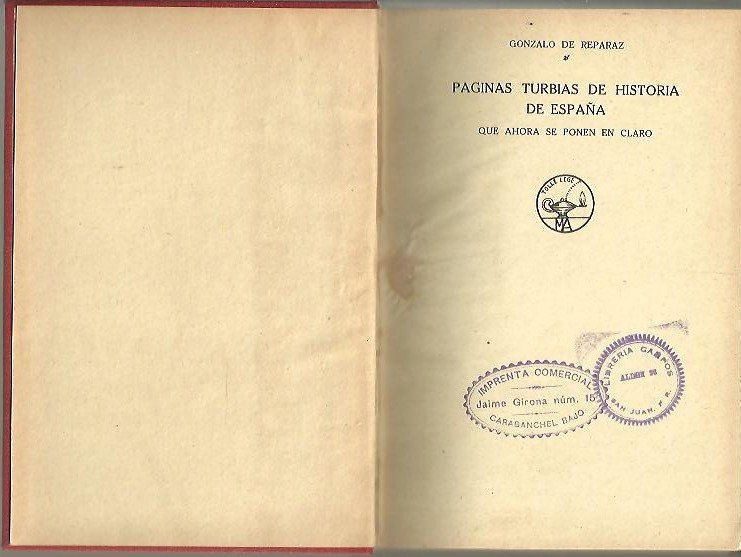 GONZALO DE REPARAZ
PAGINAS TURBIAS DE HISTORIA
DE ESPAÑA
QUE AHORA SE PONEN EN CLARO
TOLLE LEGE
MA
IMPRENTA COMERCIAL
Jaime Girona núm. 15
CARABANCHEL BAJO
LIBRERIA CAMPOS
SAN JUAN, P. R.